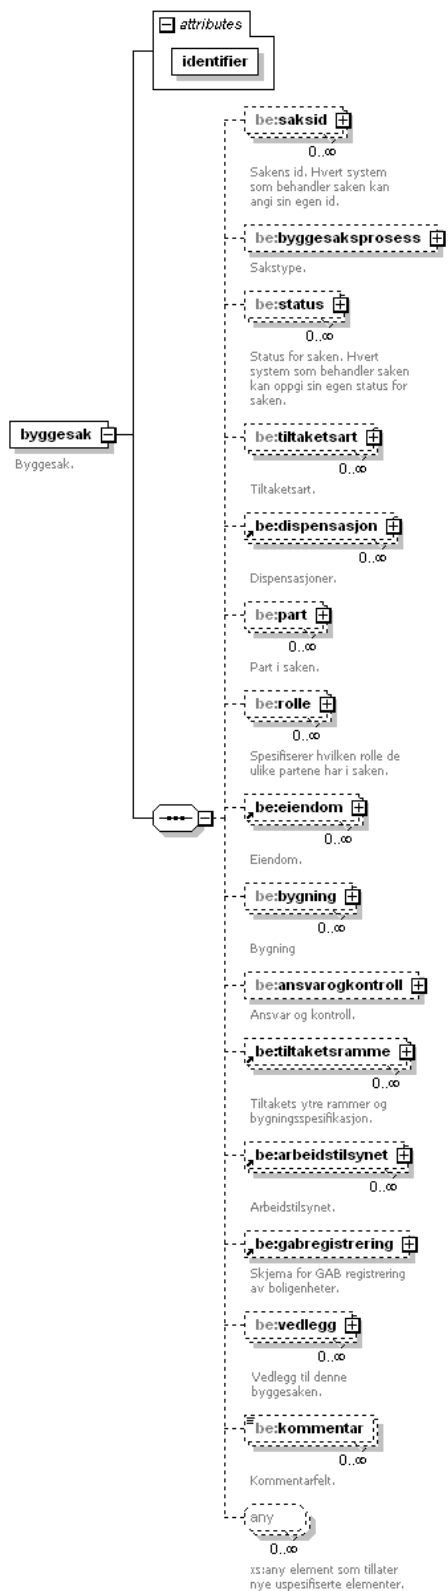 attributes
identifier
be:saksid
0..∞
Sakens id. Hvert system
som behandler saken kan
angi sin egen id.
be:byggesaksprosess
Sakstype.
be:status
0..∞
Status for saken. Hvert
system som behandler saken
kan oppgi sin egen status for
saken.
byggesak
Byggesak.
be:tiltaketsart
0..∞
Tiltaketsart.
be:dispensasjon
0..∞
Dispensasjoner.
be:part
0..∞
Part i saken.
be:rolle
0..∞
Spesifiserer hvilken rolle de
ulike partene har i saken.
be:eiendom
0..∞
Eiendom.
be:bygning
0..∞
Bygning
be:ansvarogkontroll
Ansvar og kontroll.
be:tiltaketsramme
0..∞
Tiltakets ytre rammer og
bygningsspesifikasjon.
be:arbeidstilsynet
0..∞
Arbeidstilsynet.
be:gabregistrering
Skjema for GAB registrering
av boligenheter.
be:vedlegg
0..∞
Vedlegg til denne
byggesaken.
be:kommentar
0..∞
Kommentarfelt.
any
0..∞
xs:any element som tillater
nye uspesifiserte elementer.